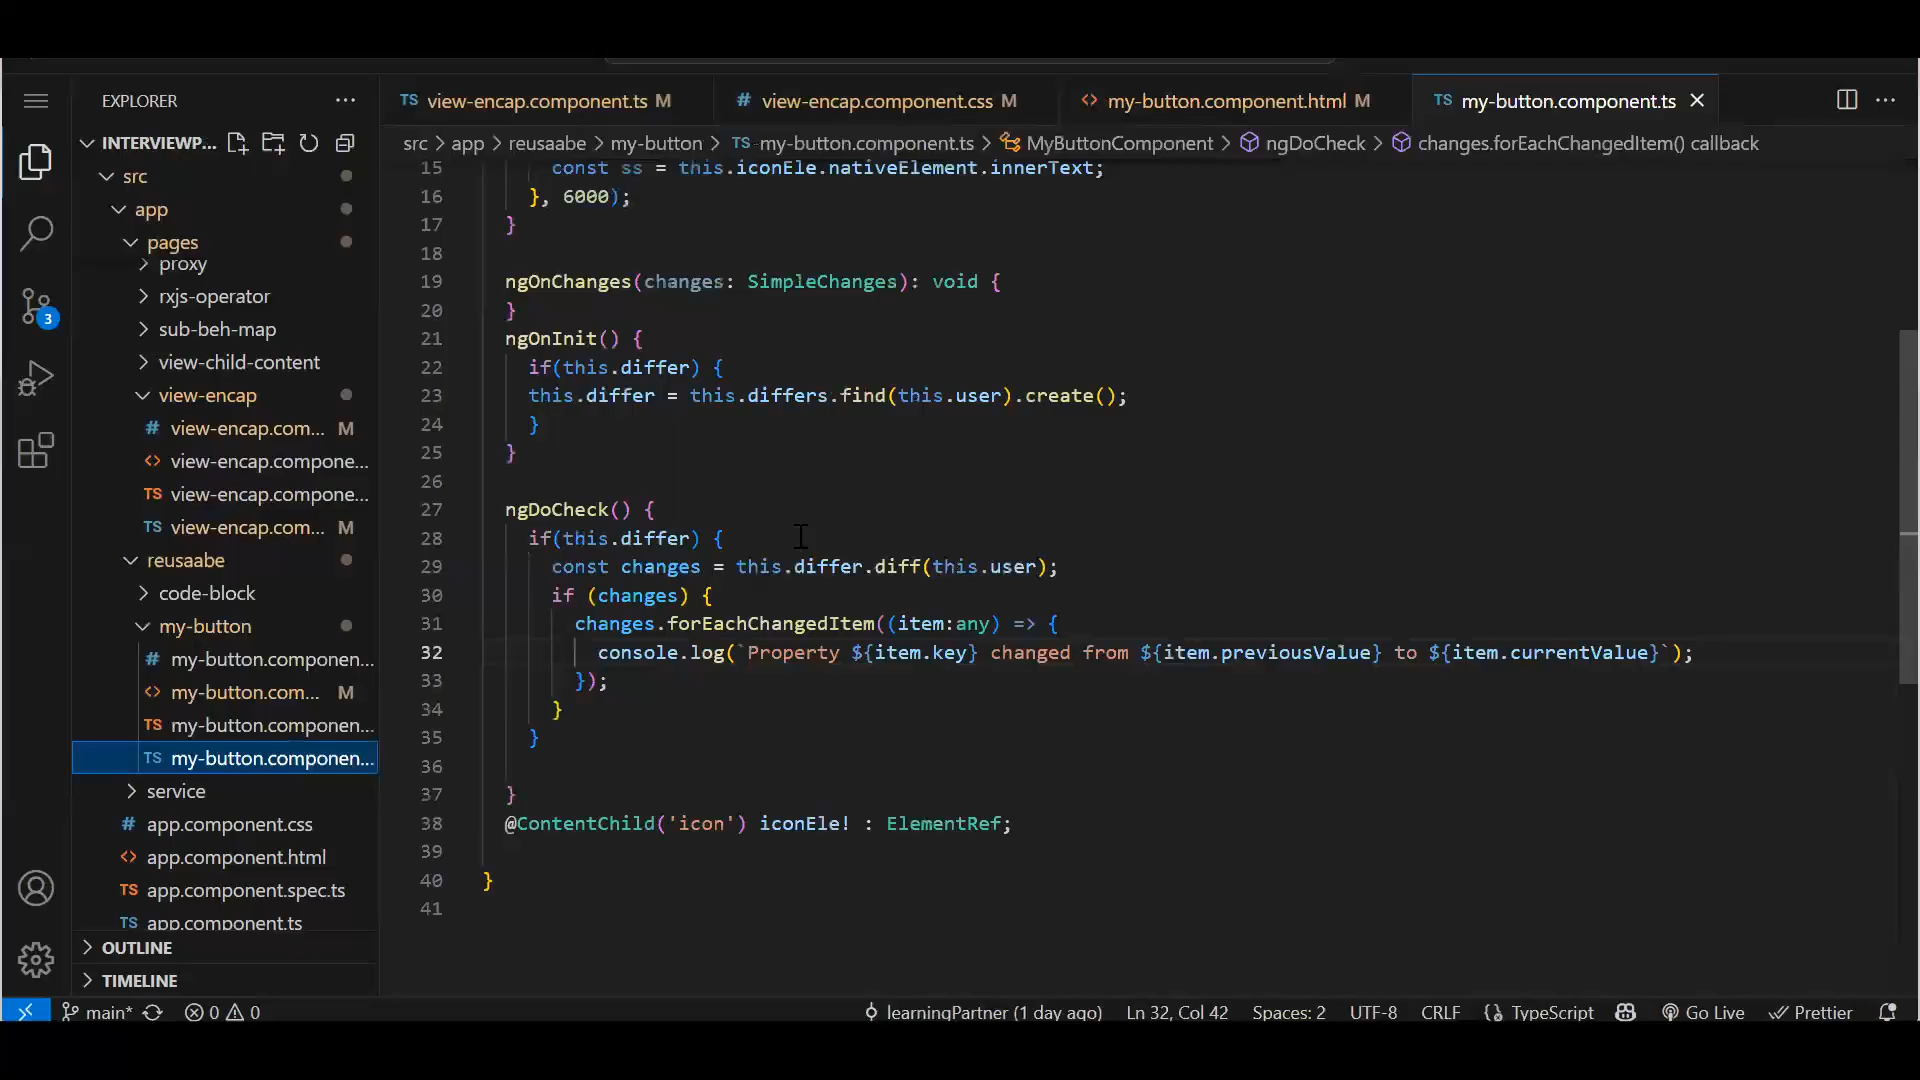 EXPLORER
INTERVIEWP...
src
app
pages
proxy
rxjs-operator
sub-beh-map
view-child-content
view-encap
# view-encap.com... M
<> view-encap.compone...
TS view-encap.compone...
TS view-encap.com... M
reusaabe
code-block
my-button
# my-button.componen...
<> my-button.com... M
TS my-button.componen...
TS my-button.componen...
service
# app.component.css
<> app.component.html
TS app.component.spec.ts
TS app.component.ts
OUTLINE
TIMELINE
3
TS view-encap.component.ts M
# view-encap.component.css M
<> my-button.component.html M
TS my-button.component.ts
src > app > reusaabe > my-button > TS my-button.component.ts > MyButtonComponent > ngDoCheck > changes.forEachChangedItem() callback
15 const ss = this.iconEle.nativeElement.innerText;
16 }, 6000);
17 }
18
19 ngOnChanges(changes: SimpleChanges): void {
20 }
21 ngOnInit() {
22 if(this.differ) {
23 this.differ = this.differs.find(this.user).create();
24 }
25 }
26
27 ngDoCheck() {
28 if(this.differ) {
29 const changes = this.differ.diff(this.user);
30 if (changes) {
31 changes.forEachChangedItem((item:any) => {
32 console.log(`Property ${item.key} changed from ${item.previousValue} to ${item.currentValue}`);
33 });
34 }
35 }
36
37 }
38 @ContentChild('icon') iconEle! : ElementRef;
39
40 }
41
main* 0 0 learningPartner (1 day ago) Ln 32, Col 42 Spaces: 2 UTF-8 CRLF {} TypeScript Go Live Prettier